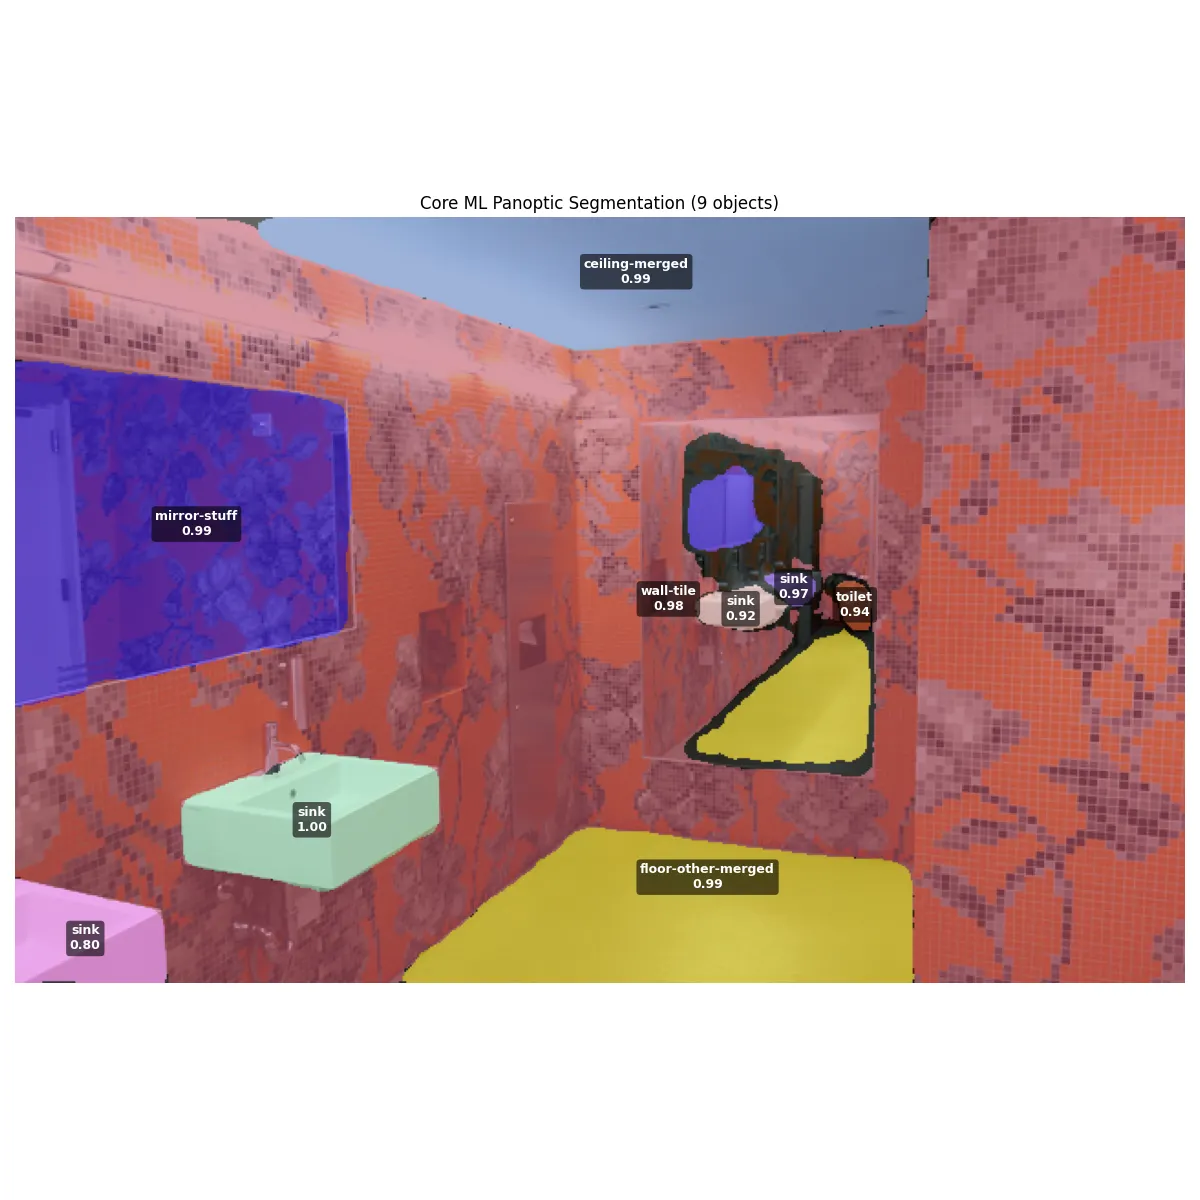 Core ML Panoptic Segmentation (9 objects)
ceiling-merged
0.99
mirror-stuff
0.99
wall-tile
0.98
sink
0.92
sink
0.97
toilet
0.94
sink
1.00
floor-other-merged
0.99
sink
0.80